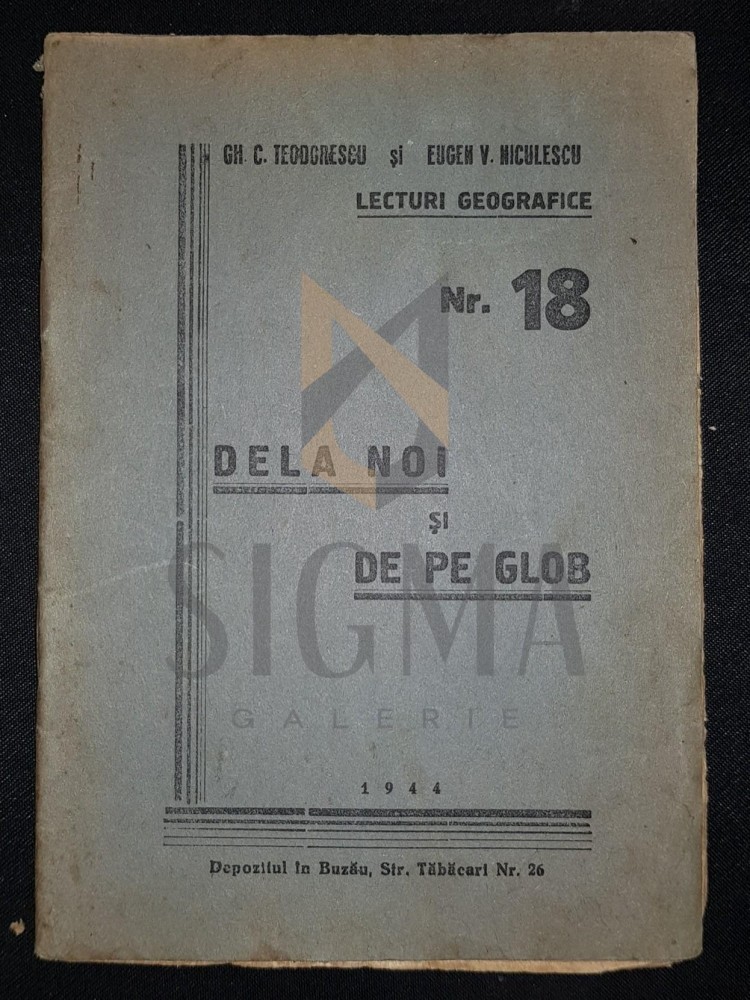 GH. C. TEODORESCU și EUGEN V. NICULESCU
LECTURI GEOGRAFICE
Nr. 18
DELA NOI
ȘI
DE PE GLOB
SIGMA
GALERIE
1944
Depozitul în Buzău, Str. Tăbăcari Nr. 26